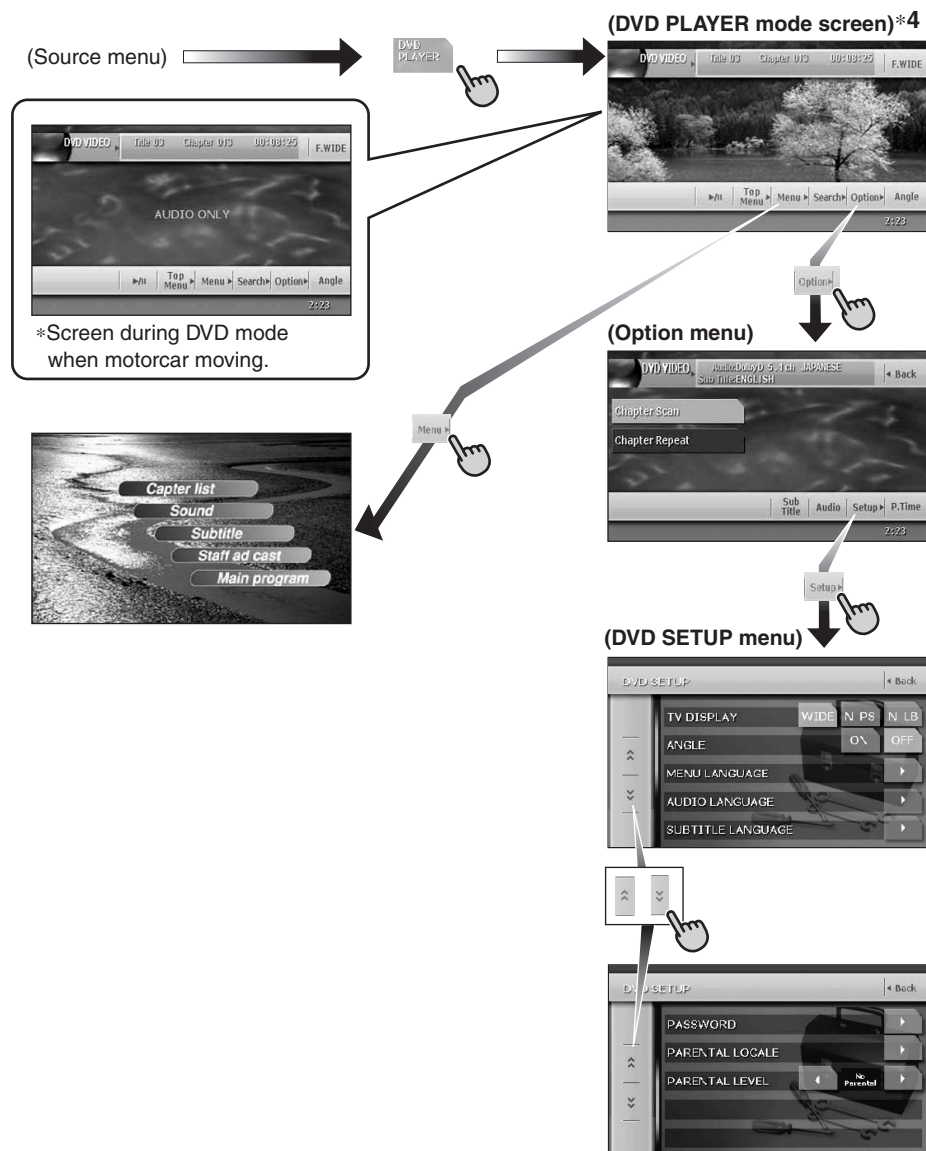 (DVD PLAYER mode screen)*4
(Source menu)
DVD
PLAYER
DVD VIDEO Title 03 Chapter 013 00:08:25 F.WIDE
▶/II Top Menu▶ Menu▶ Search▶ Option▶ Angle
2:23
DVD VIDEO Title 03 Chapter 013 00:08:25 F.WIDE
AUDIO ONLY
▶/II Top Menu▶ Menu▶ Search▶ Option▶ Angle
2:23
*Screen during DVD mode
when motorcar moving.
Option▶
(Option menu)
DVD VIDEO Audio:DolbyD 5.1ch JAPANESE
Sub Title:ENGLISH
◀ Back
Chapter Scan
Chapter Repeat
Sub Title Audio Setup▶ P.Time
2:23
Menu▶
Capter list
Sound
Subtitle
Staff ad cast
Main program
Setup▶
(DVD SETUP menu)
DVD SETUP ◀ Back
TV DISPLAY WIDE N PS N LB
ANGLE ON OFF
MENU LANGUAGE
AUDIO LANGUAGE
SUBTITLE LANGUAGE
DVD SETUP ◀ Back
PASSWORD
PARENTAL LOCALE
PARENTAL LEVEL No Parental